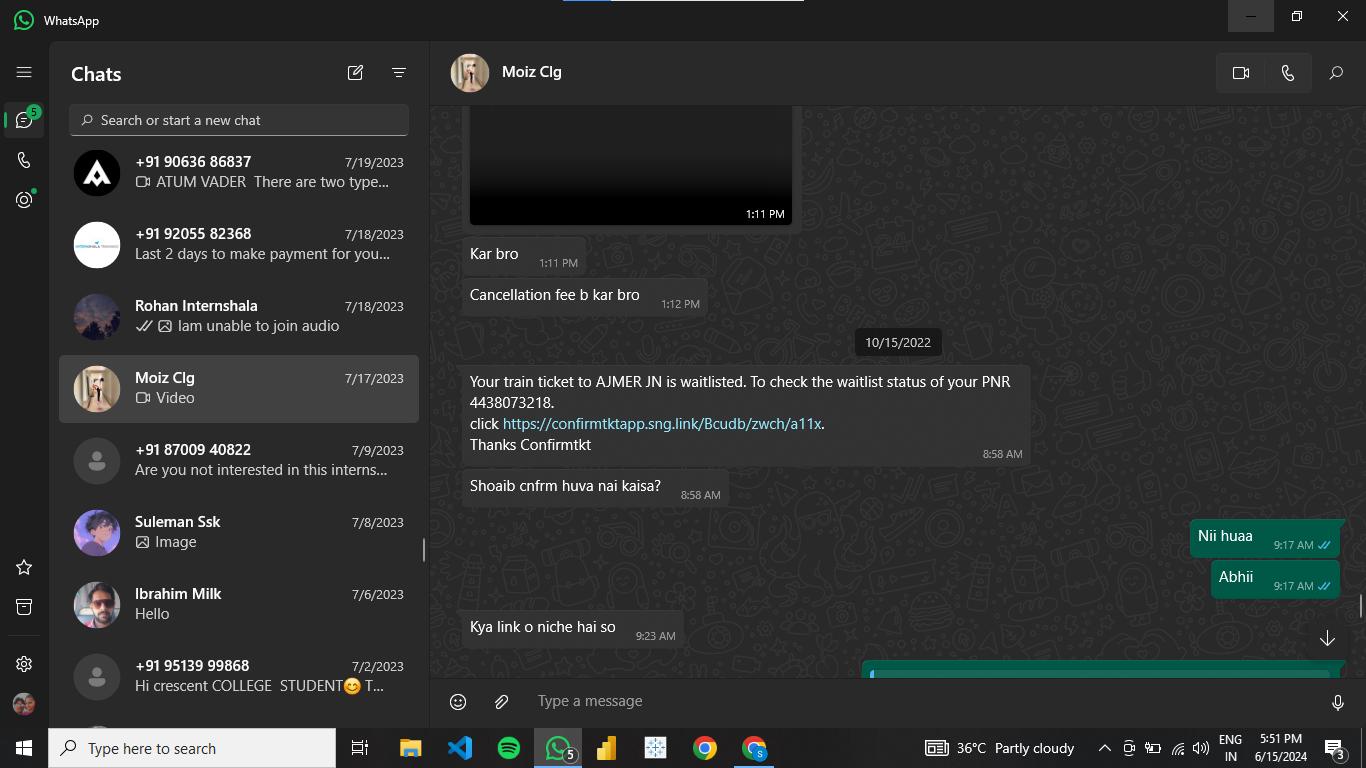 WhatsApp
Chats
Moiz Clg
5
Search or start a new chat
+91 90636 86837
7/19/2023
ATUM VADER There are two type...
+91 92055 82368
7/18/2023
Last 2 days to make payment for you...
Rohan Internshala
7/18/2023
Iam unable to join audio
Moiz Clg
7/17/2023
Video
+91 87009 40822
7/9/2023
Are you not interested in this interns...
Suleman Ssk
7/8/2023
Image
Ibrahim Milk
7/6/2023
Hello
+91 95139 99868
7/2/2023
Hi crescent COLLEGE STUDENT😊 T...
1:11 PM
Kar bro
1:11 PM
Cancellation fee b kar bro
1:12 PM
10/15/2022
Your train ticket to AJMER JN is waitlisted. To check the waitlist status of your PNR
4438073218.
click https://confirmtktapp.sng.link/Bcudb/zwch/a11x.
Thanks Confirmtkt
8:58 AM
Shoaib cnfrm huva nai kaisa?
8:58 AM
Nii huaa
9:17 AM
Abhii
9:17 AM
Kya link o niche hai so
9:23 AM
Type a message
Type here to search
5
S
36°C Partly cloudy
ENG
IN
5:51 PM
6/15/2024
3